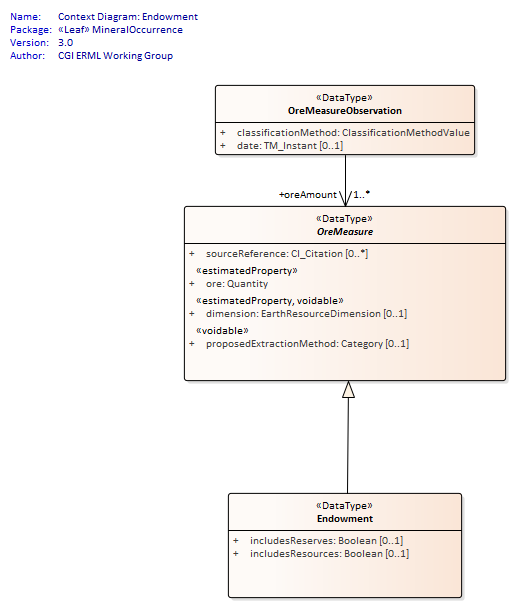 Name: Context Diagram: Endowment
Package: «Leaf» MineralOccurrence
Version: 3.0
Author: CGI ERML Working Group
«DataType»
OreMeasureObservation
+ classificationMethod: ClassificationMethodValue
+ date: TM_Instant [0..1]
+oreAmount 1..*
«DataType»
OreMeasure
+ sourceReference: CI_Citation [0..*]
«estimatedProperty»
+ ore: Quantity
«estimatedProperty, voidable»
+ dimension: EarthResourceDimension [0..1]
«voidable»
+ proposedExtractionMethod: Category [0..1]
«DataType»
Endowment
+ includesReserves: Boolean [0..1]
+ includesResources: Boolean [0..1]